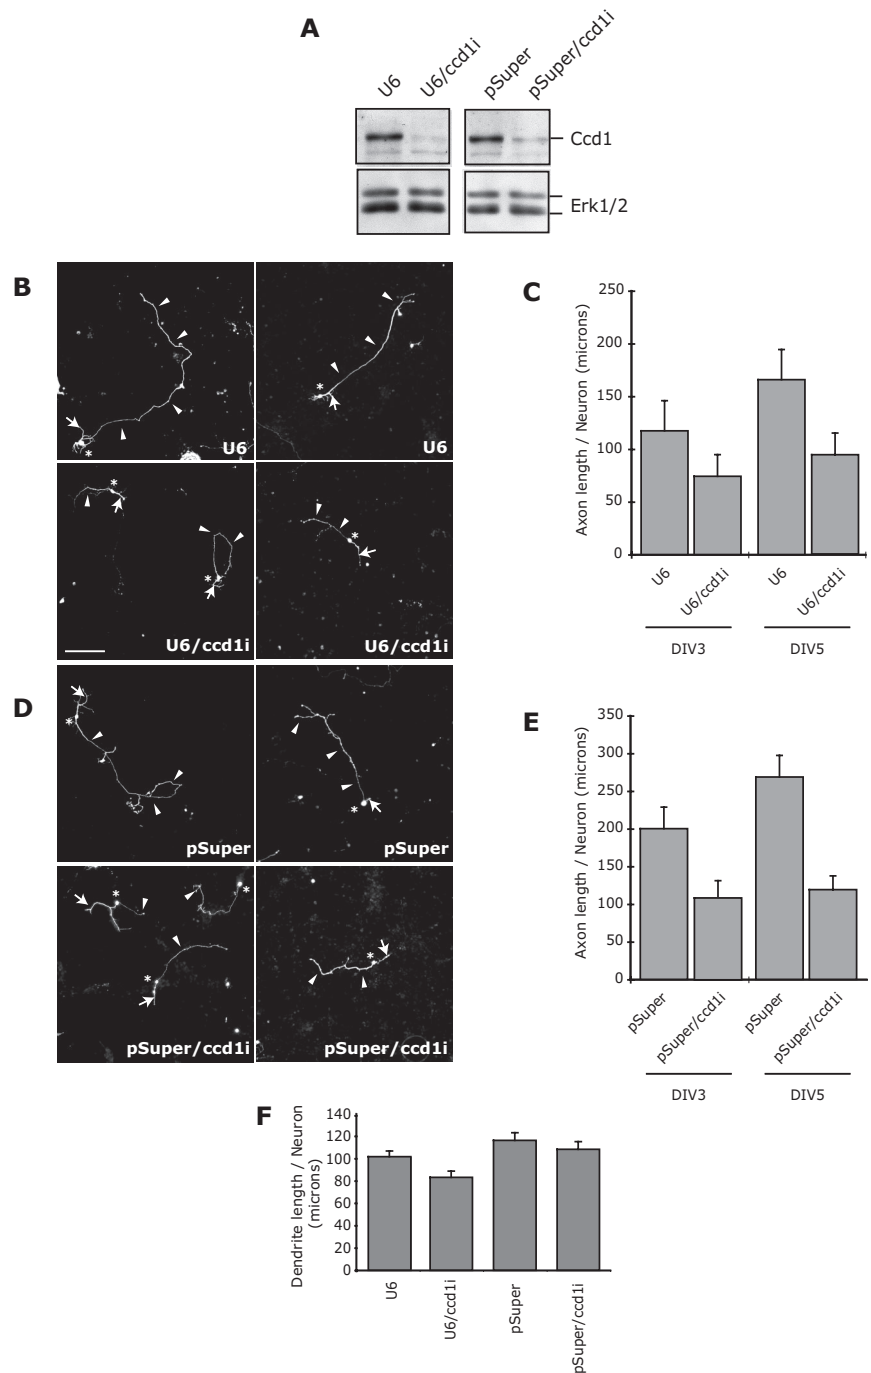 A
U6
U6/ccd1i
pSuper
pSuper/ccd1i
Ccd1
Erk1/2
B
U6
U6
U6/ccd1i
U6/ccd1i
C
Axon length / Neuron (microns)
250
200
150
100
50
0
U6
U6/ccd1i
U6
U6/ccd1i
DIV3
DIV5
D
pSuper
pSuper
pSuper/ccd1i
pSuper/ccd1i
E
Axon length / Neuron (microns)
350
300
250
200
150
100
50
0
pSuper
pSuper/ccd1i
pSuper
pSuper/ccd1i
DIV3
DIV5
F
Dendrite length / Neuron
(microns)
140
120
100
80
60
40
20
0
U6
U6/ccd1i
pSuper
pSuper/ccd1i